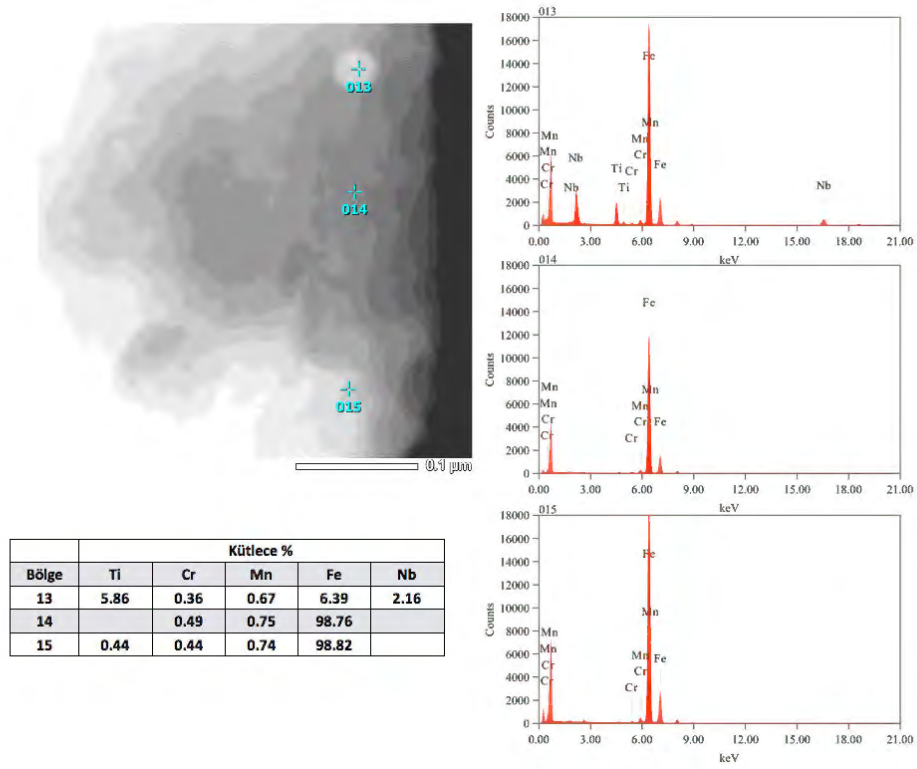 013
014
015
0.1 µm
Kütlece %
Bölge Ti Cr Mn Fe Nb
13 5.86 0.36 0.67 6.39 2.16
14 0.49 0.75 98.76
15 0.44 0.44 0.74 98.82
013
Counts
18000
16000
14000
12000
10000
8000
6000
4000
2000
0
Fe
Mn
Mn
Mn
Mn
Cr
Cr
Nb
Ti
Cr
Fe
Cr
Nb
Ti
Nb
0.00 3.00 6.00 9.00 12.00 15.00 18.00 21.00
keV
014
Counts
18000
16000
14000
12000
10000
8000
6000
4000
2000
0
Fe
Mn
Mn
Mn
Mn
Cr
Cr
Fe
Cr
Cr
0.00 3.00 6.00 9.00 12.00 15.00 18.00 21.00
keV
015
Counts
18000
16000
14000
12000
10000
8000
6000
4000
2000
0
Fe
Mn
Mn
Mn
Mn
Fe
Cr
Cr
Cr
Cr
0.00 3.00 6.00 9.00 12.00 15.00 18.00 21.00
keV